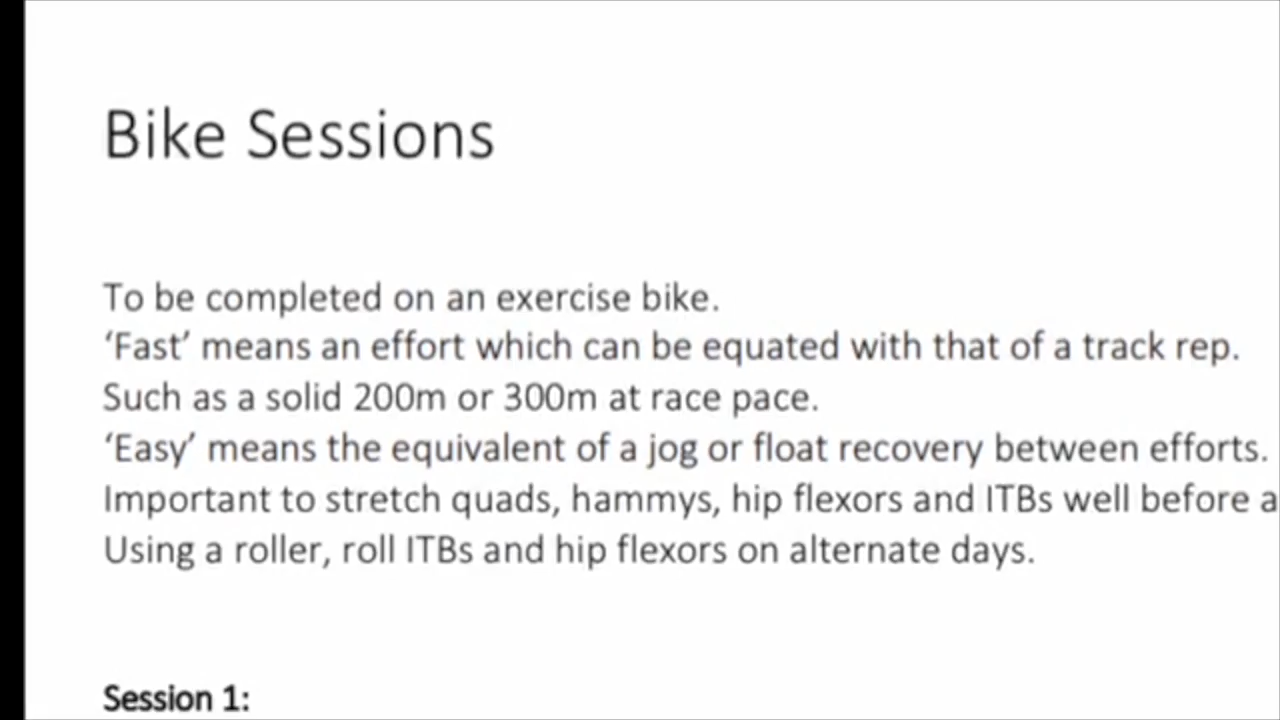 Bike Sessions
To be completed on an exercise bike.
‘Fast’ means an effort which can be equated with that of a track rep.
Such as a solid 200m or 300m at race pace.
‘Easy’ means the equivalent of a jog or float recovery between efforts.
Important to stretch quads, hammys, hip flexors and ITBs well before
Using a roller, roll ITBs and hip flexors on alternate days.
Session 1: